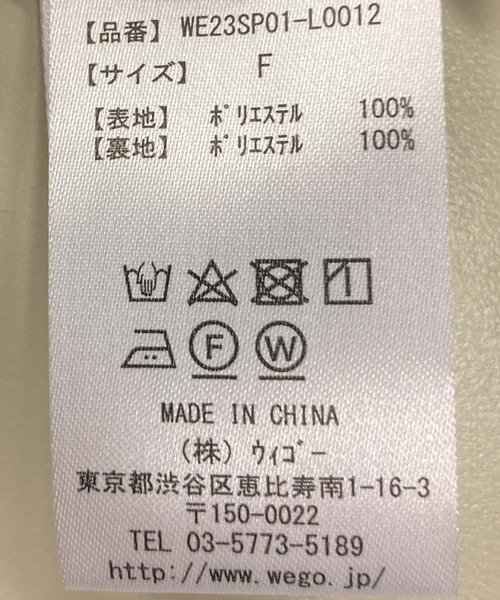 【品番】 WE23SP01-L0012
【サイズ】 F
【表地】 ﾎﾟﾘｴｽﾃﾙ 100%
【裏地】 ﾎﾟﾘｴｽﾃﾙ 100%
F W
MADE IN CHINA
(株) ｳｨｺﾞｰ
東京都渋谷区恵比寿南1-16-3
〒150-0022
TEL 03-5773-5189
http://www.wego.jp/